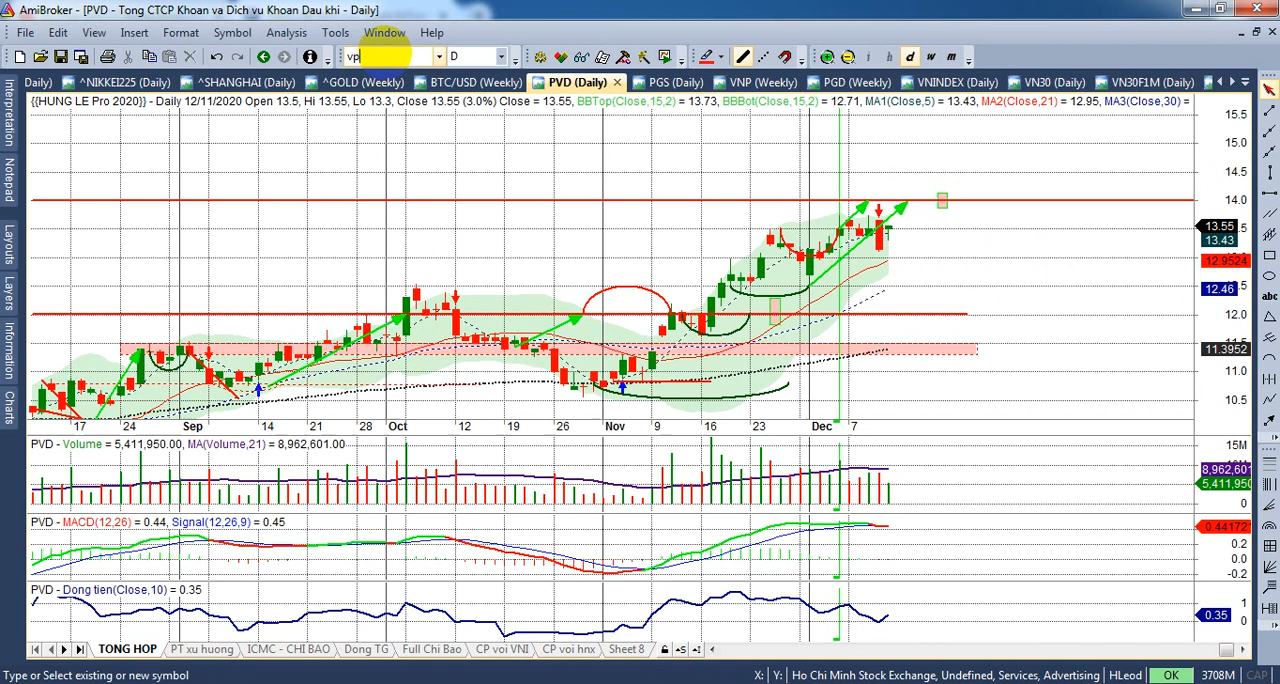 AmiBroker - [PVD - Tong CTCP Khoan va Dich vu Khoan Dau khi - Daily]
File Edit View Insert Format Symbol Analysis Tools Window Help
vp D i h d w m
Daily) ^NIKKEI225 (Daily) ^SHANGHAI (Daily) ^GOLD (Weekly) BTC/USD (Weekly) PVD (Daily) PGS (Daily) VNP (Weekly) PGD (Weekly) VNINDEX (Daily) VN30 (Daily) VN30F1M (Daily)
{{HUNG LE Pro 2020}} - Daily 12/11/2020 Open 13.5, Hi 13.55, Lo 13.3, Close 13.55 (3.0%) Close = 13.55, BBTop(Close,15,2) = 13.73, BBBot(Close,15,2) = 12.71, MA1(Close,5) = 13.43, MA2(Close,21) = 12.95, MA3(Close,30) =
Interpretation
Notepad
Layouts
Layers
Information
Charts
abc
15.5
15.0
14.5
14.0
13.55
13.43
12.9524
12.46
12.0
11.3952
11.0
10.5
17 24 Sep 14 21 28 Oct 12 19 26 Nov 9 16 23 Dec 7
PVD - Volume = 5,411,950.00, MA(Volume,21) = 8,962,601.00
15M
8,962,601
5,411,950
0
PVD - MACD(12,26) = 0.44, Signal(12,26,9) = 0.45
0.44172
0.2
0.0
-0.2
PVD - Dong tien(Close,10) = 0.35
1
0.35
0
TONG HOP PT xu huong ICMC - CHI BAO Dong TG Full Chi Bao CP voi VNI CP voi hnx Sheet 8
Type or Select existing or new symbol X: Y: Ho Chi Minh Stock Exchange, Undefined, Services, Advertising HLeod OK 3708M CAP